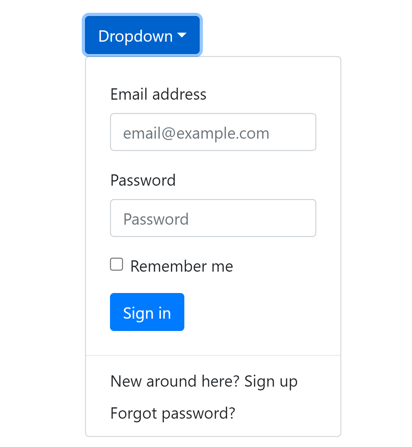 Dropdown
Email address
email@example.com
Password
Password
Remember me
Sign in
New around here? Sign up
Forgot password?